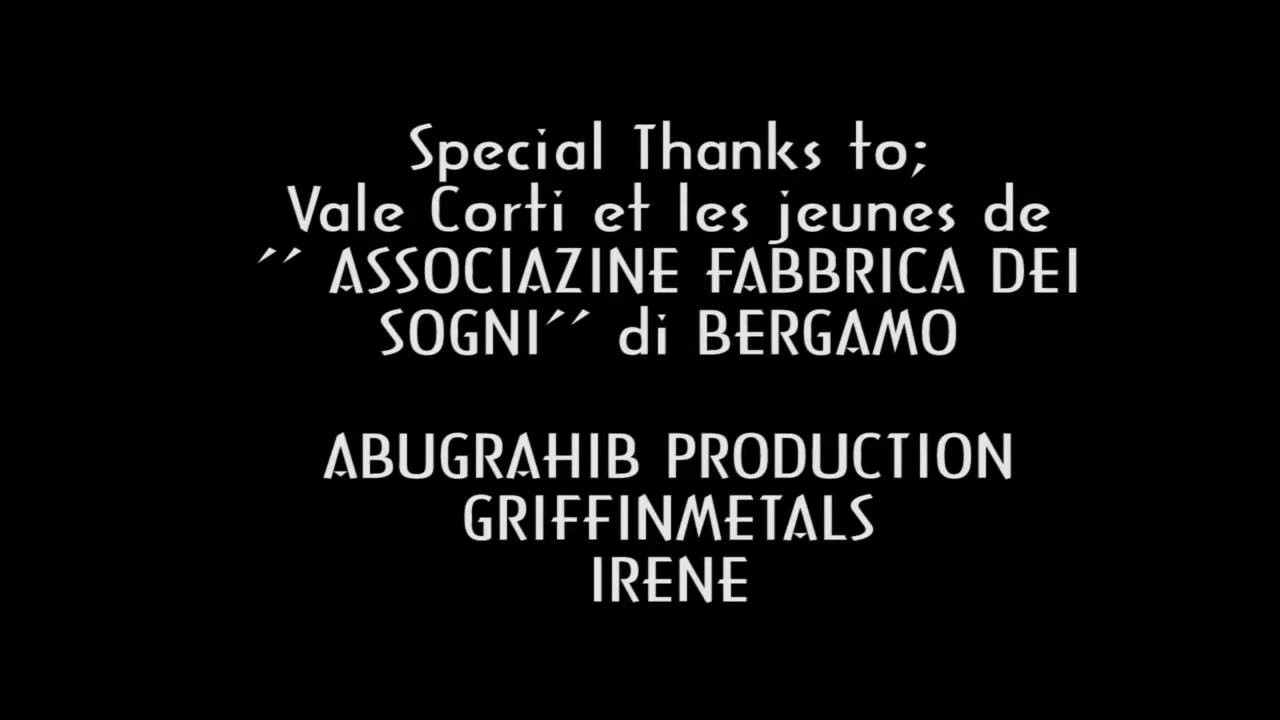 Special Thanks to;
Vale Corti et les jeunes de
´´ ASSOCIAZINE FABBRICA DEI
SOGNI´´ di BERGAMO
ABUGRAHIB PRODUCTION
GRIFFINMETALS
IRENE